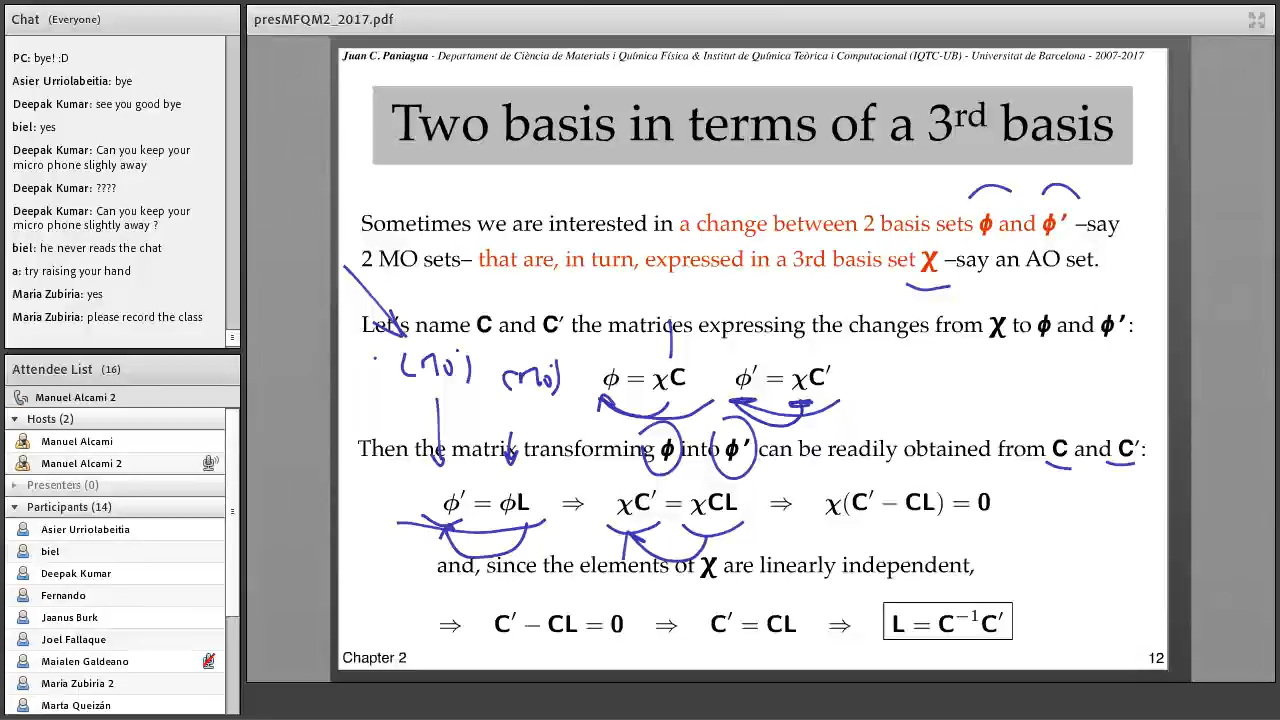 Chat (Everyone)
PC: bye! :D
Asier Urriolabeitia: bye
Deepak Kumar: see you good bye
biel: yes
Deepak Kumar: Can you keep your
micro phone slighly away
Deepak Kumar: ????
Deepak Kumar: Can you keep your
micro phone slighly away ?
biel: he never reads the chat
a: try raising your hand
Maria Zubiria: yes
Maria Zubiria: please record the class
Attendee List (16)
Manuel Alcami 2
Hosts (2)
Manuel Alcami
Manuel Alcami 2
Presenters (0)
Participants (14)
Asier Urriolabeitia
biel
Deepak Kumar
Fernando
Jaanus Burk
Joel Fallaque
Maialen Galdeano
Maria Zubiria 2
Marta Queizán
presMFQM2_2017.pdf
Juan C. Paniagua - Departament de Ciència de Materials i Química Física & Institut de Química Teòrica i Computacional (IQTC-UB) - Universitat de Barcelona - 2007-2017
Two basis in terms of a 3rd basis
Sometimes we are interested in a change between 2 basis sets ϕ and ϕ′ –say
2 MO sets– that are, in turn, expressed in a 3rd basis set χ –say an AO set.
Let's name C and C′ the matrices expressing the changes from χ to ϕ and ϕ′:
(MO) (MO) ϕ = χC ϕ′ = χC′
Then the matrix transforming ϕ into ϕ′ can be readily obtained from C and C′:
ϕ′ = ϕL ⇒ χC′ = χCL ⇒ χ(C′ − CL) = 0
and, since the elements of χ are linearly independent,
⇒ C′ − CL = 0 ⇒ C′ = CL ⇒ L = C⁻¹C′
Chapter 2
12